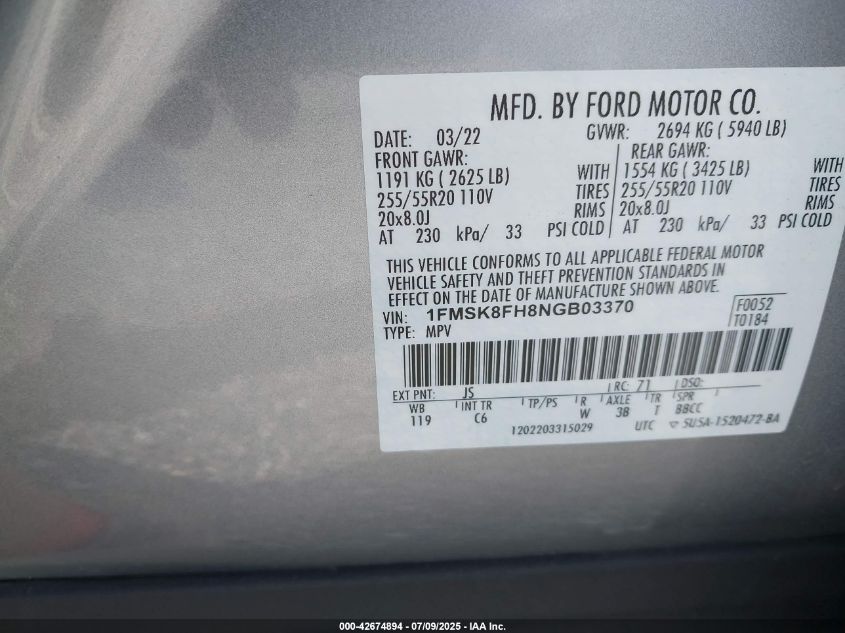 MFD. BY FORD MOTOR CO.
DATE: 03/22 GVWR: 2694 KG ( 5940 LB)
FRONT GAWR: REAR GAWR:
1191 KG ( 2625 LB) WITH 1554 KG ( 3425 LB) WITH
255/55R20 110V TIRES 255/55R20 110V TIRES
20x8.0J RIMS 20x8.0J RIMS
AT 230 kPa/ 33 PSI COLD AT 230 kPa/ 33 PSI COLD
THIS VEHICLE CONFORMS TO ALL APPLICABLE FEDERAL MOTOR
VEHICLE SAFETY AND THEFT PREVENTION STANDARDS IN
EFFECT ON THE DATE OF MANUFACTURE SHOWN ABOVE.
VIN: 1FMSK8FH8NGB03370 F0052
TYPE: MPV T0184
EXT PNT: JS RC: 71 DSO:
WB INT TR TP/PS R AXLE TR SPR
119 C6 W 3B T BBCC
1202203315029 UTC ▽ SU5A-1520472-BA
000-42674894 / 07/09/2025 - IAA Inc.